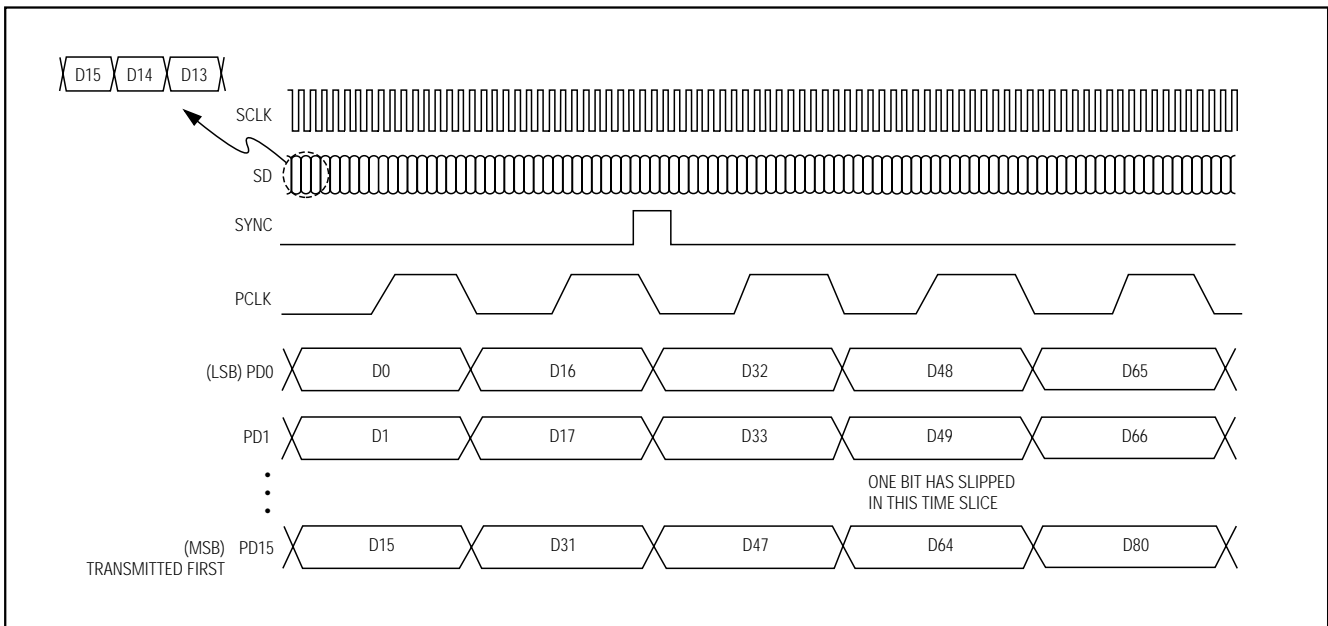 D15 D14 D13
SCLK
SD
SYNC
PCLK
(LSB) PD0 D0 D16 D32 D48 D65
PD1 D1 D17 D33 D49 D66
ONE BIT HAS SLIPPED
IN THIS TIME SLICE
(MSB) PD15 D15 D31 D47 D64 D80
TRANSMITTED FIRST